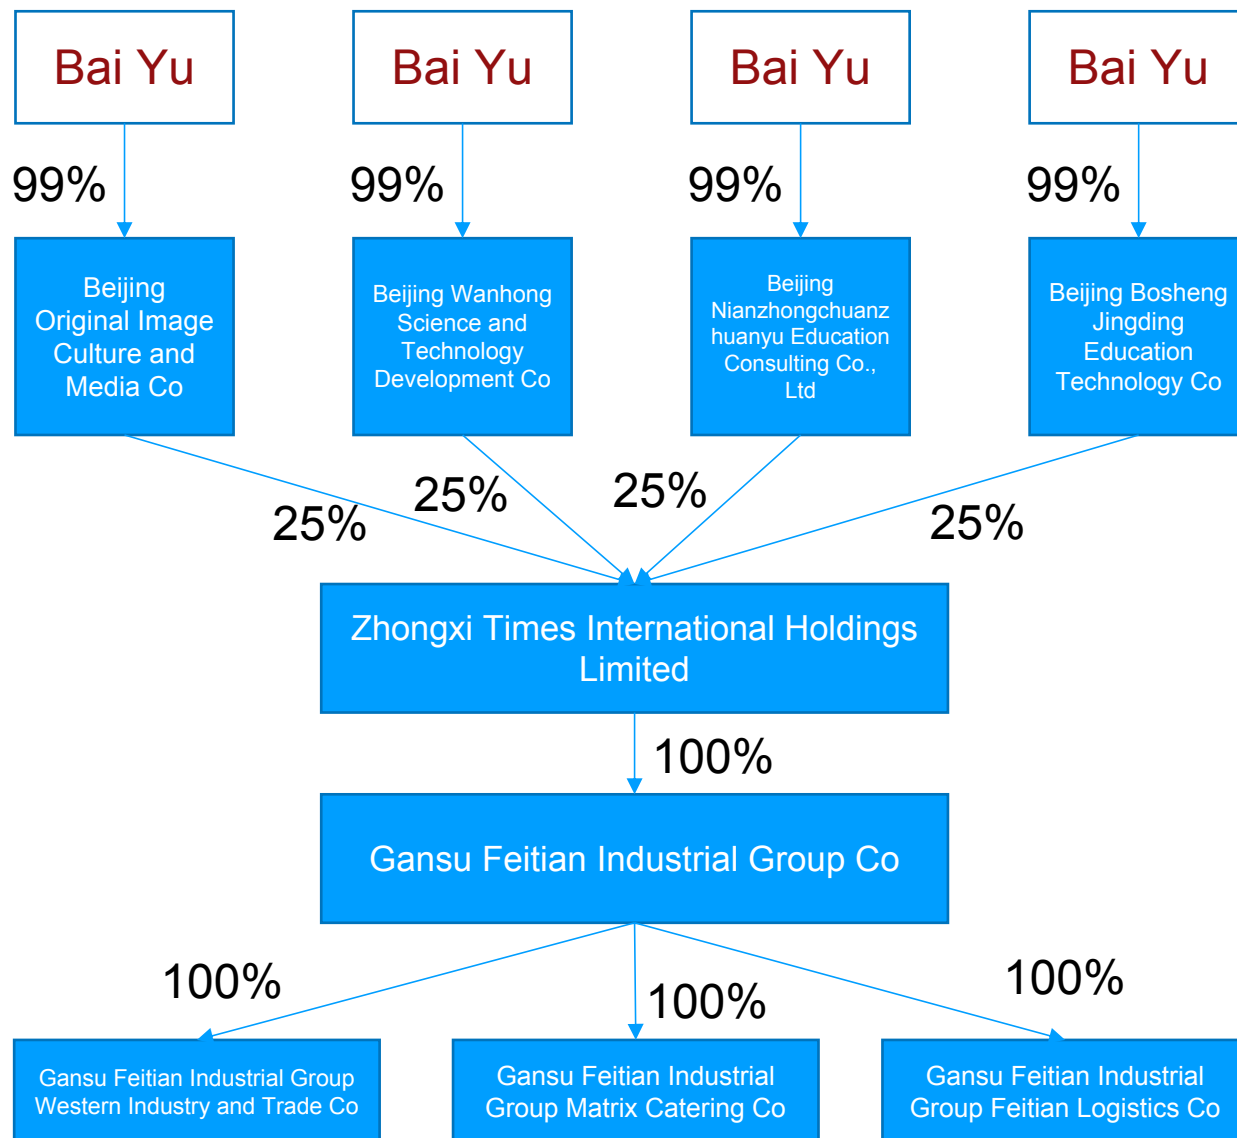 Bai Yu
Bai Yu
Bai Yu
Bai Yu
99%
99%
99%
99%
Beijing
Original Image
Culture and
Media Co
Beijing Wanhong
Science and
Technology
Development Co
Beijing
Nianzhongchuanz
huanyu Education
Consulting Co.,
Ltd
Beijing Bosheng
Jingding
Education
Technology Co
25%
25%
25%
25%
Zhongxi Times International Holdings
Limited
100%
Gansu Feitian Industrial Group Co
100%
100%
100%
Gansu Feitian Industrial Group
Western Industry and Trade Co
Gansu Feitian Industrial
Group Matrix Catering Co
Gansu Feitian Industrial
Group Feitian Logistics Co